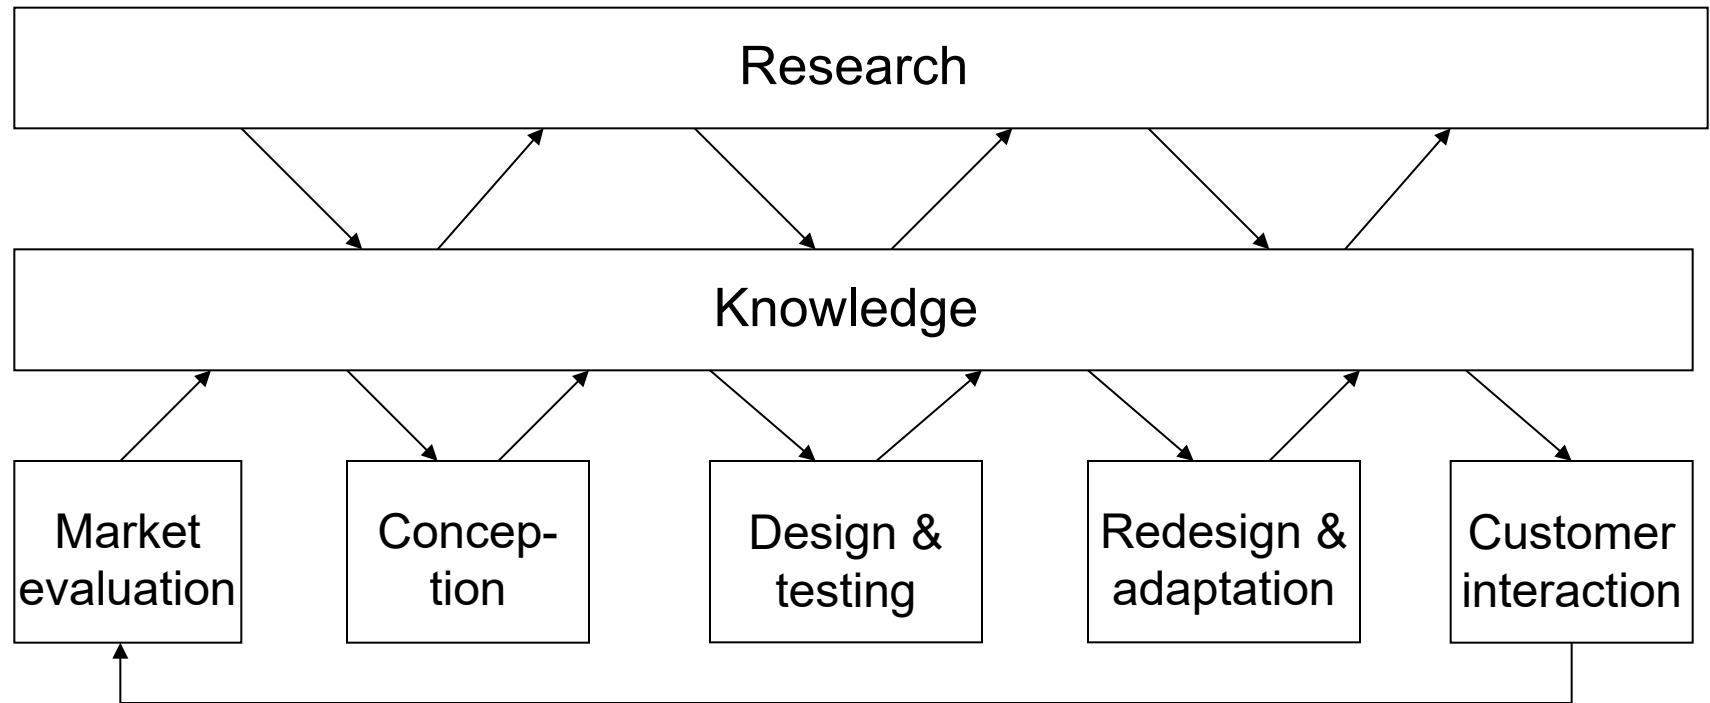 Research
Knowledge
Market
evaluation
Concep-
tion
Design &
testing
Redesign &
adaptation
Customer
interaction